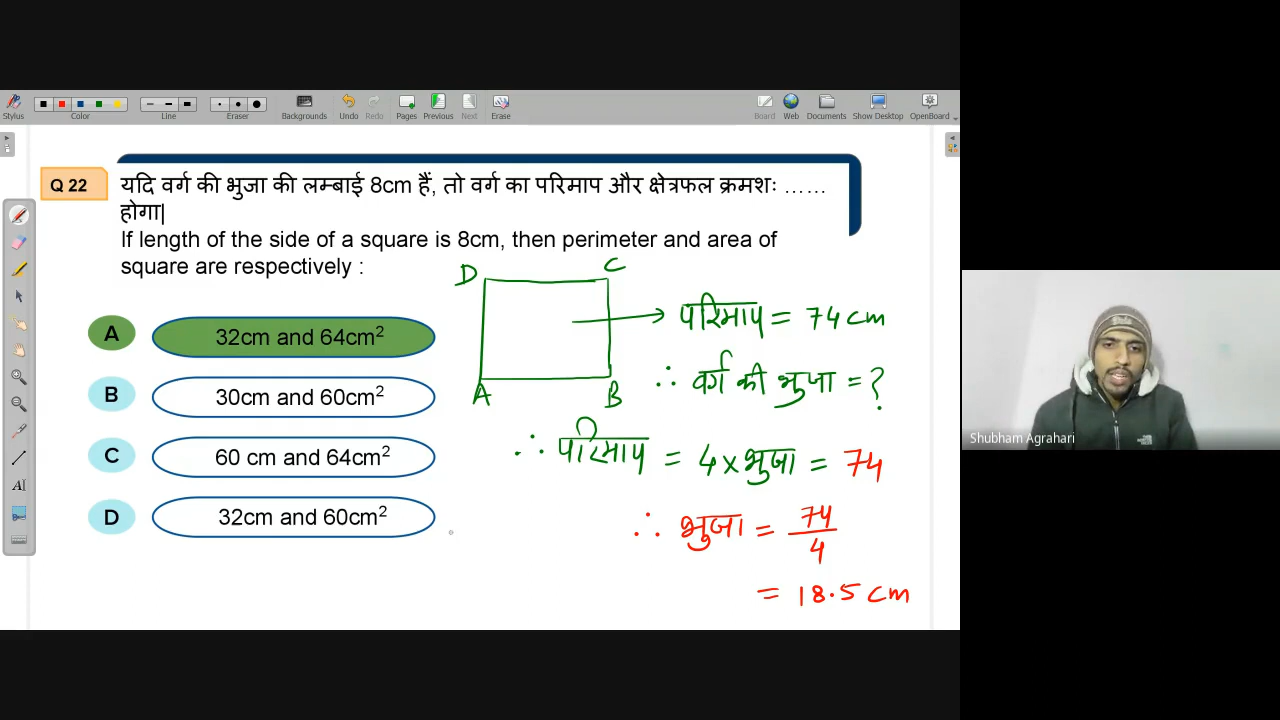 Stylus
Color
Line
Eraser
Backgrounds
Undo
Redo
Pages
Previous
Next
Erase
Board
Web
Documents
Show Desktop
OpenBoard
Q 22
यदि वर्ग की भुजा की लम्बाई 8cm हैं, तो वर्ग का परिमाप और क्षेत्रफल क्रमशः ……
होगा|
If length of the side of a square is 8cm, then perimeter and area of
square are respectively :
A 32cm and 64cm²
B 30cm and 60cm²
C 60 cm and 64cm²
D 32cm and 60cm²
D C
A B
परिमाप = 74 cm
∴ वर्ग की भुजा = ?
∴ परिमाप = 4 × भुजा = 74
∴ भुजा = 74/4
= 18.5 cm
Shubham Agrahari